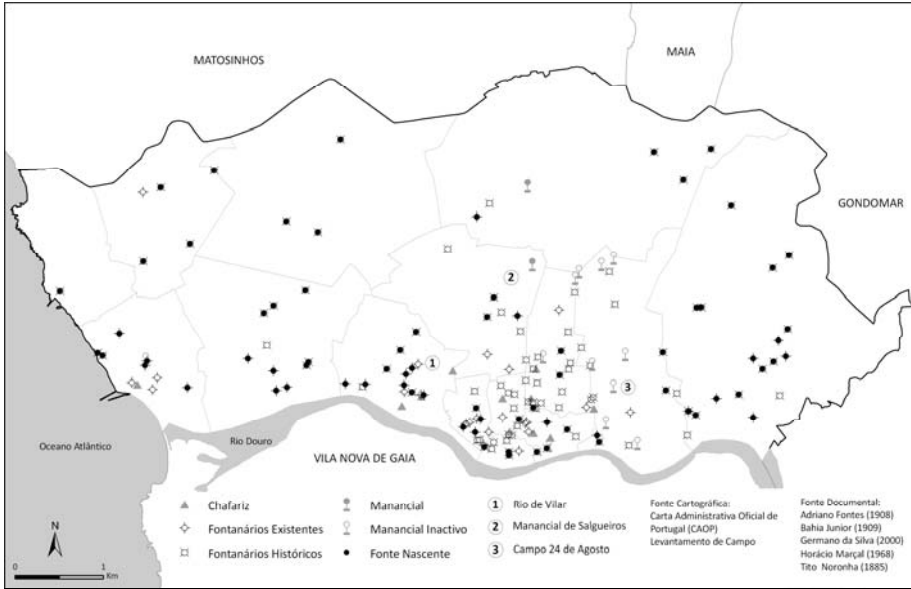 MAIA
MATOSINHOS
GONDOMAR
2
1
3
Oceano Atlântico
Rio Douro
VILA NOVA DE GAIA
Chafariz
Fontanários Existentes
Fontanários Históricos
Manancial
Manancial Inactivo
Fonte Nascente
1 Rio de Vilar
2 Manancial de Salgueiros
3 Campo 24 de Agosto
Fonte Cartográfica:
Carta Administrativa Oficial de
Portugal (CAOP)
Levantamento de Campo
Fonte Documental:
Adriano Fontes (1908)
Bahia Junior (1909)
Germano da Silva (2000)
Horácio Marçal (1968)
Tito Noronha (1885)
N
0 1
Km